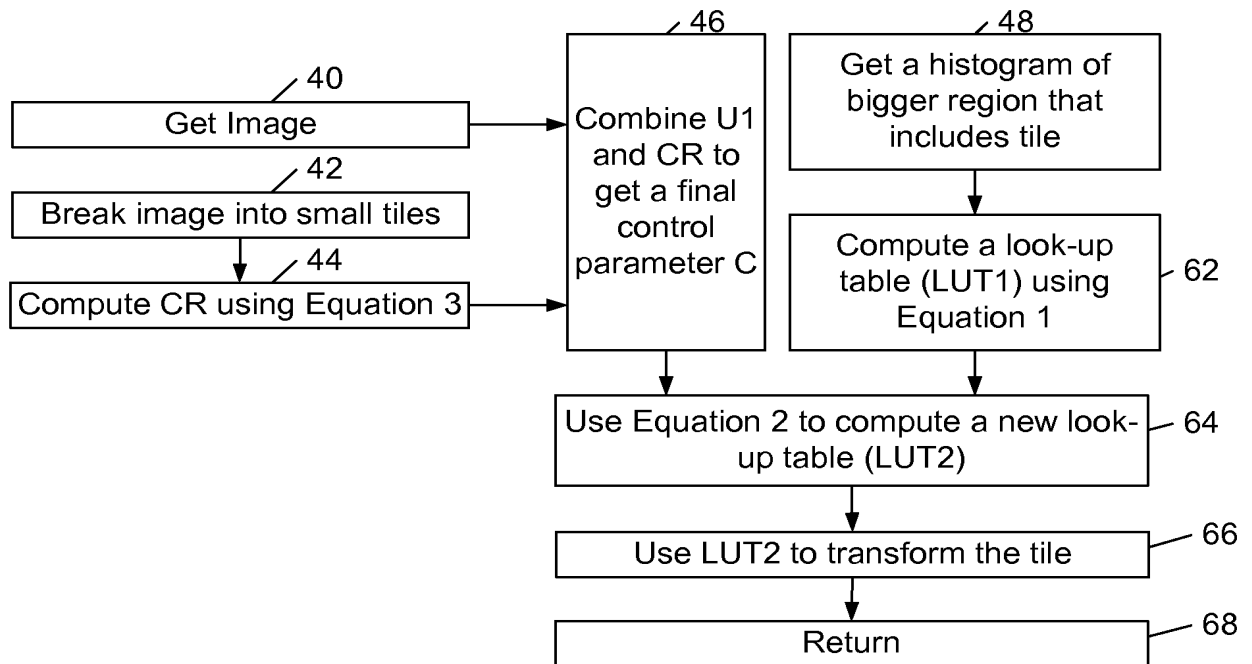 40
Get Image
42
Break image into small tiles
44
Compute CR using Equation 3
46
Combine U1
and CR to
get a final
control
parameter C
48
Get a histogram of
bigger region that
includes tile
62
Compute a look-up
table (LUT1) using
Equation 1
64
Use Equation 2 to compute a new look-
up table (LUT2)
66
Use LUT2 to transform the tile
68
Return